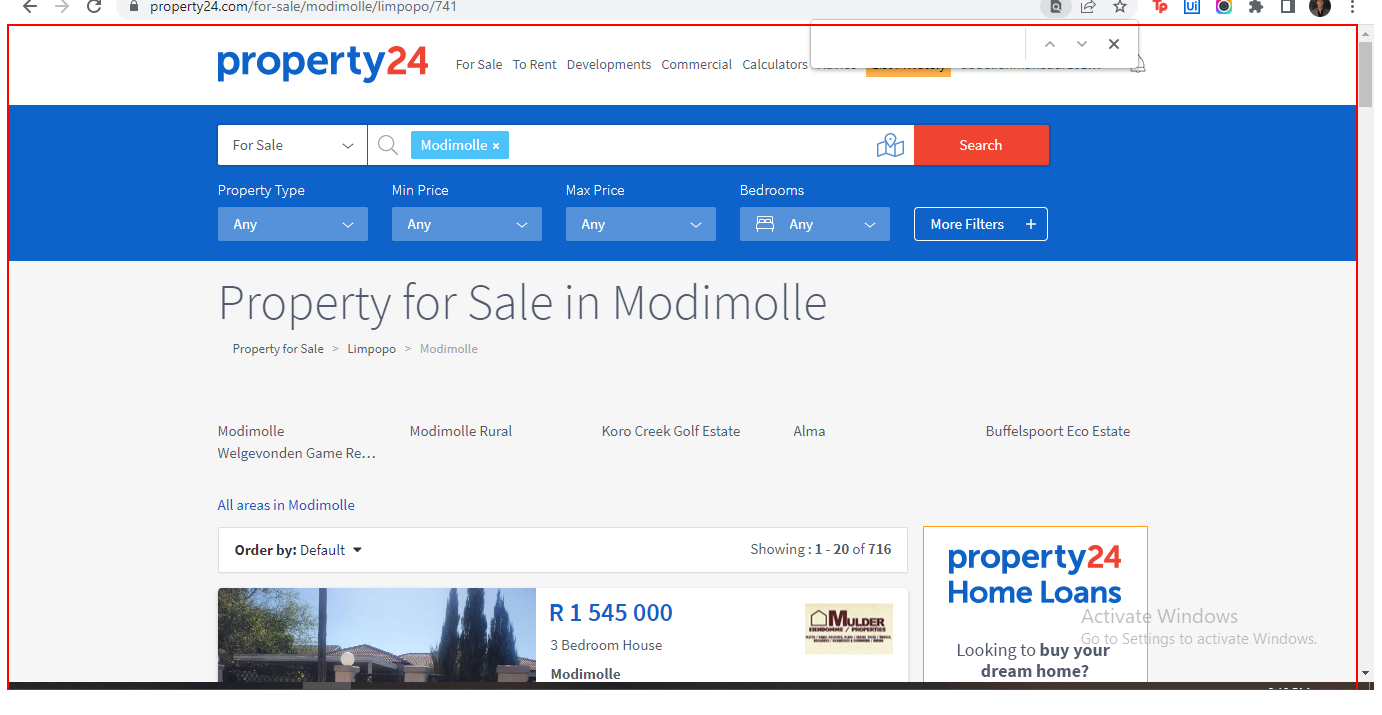 property24.com/for-sale/modimolle/limpopo/741
Tp
Ui
property24
For Sale To Rent Developments Commercial Calculators
For Sale
Modimolle ×
Search
Property Type Min Price Max Price Bedrooms
Any Any Any Any More Filters +
Property for Sale in Modimolle
Property for Sale > Limpopo > Modimolle
Modimolle Modimolle Rural Koro Creek Golf Estate Alma Buffelspoort Eco Estate
Welgevonden Game Re...
All areas in Modimolle
Order by: Default
Showing : 1 - 20 of 716
property24
Home Loans
R 1 545 000
MULDER
EIENDOMME / PROPERTIES
3 Bedroom House
Modimolle
Looking to buy your
dream home?
Activate Windows
Go to Settings to activate Windows.